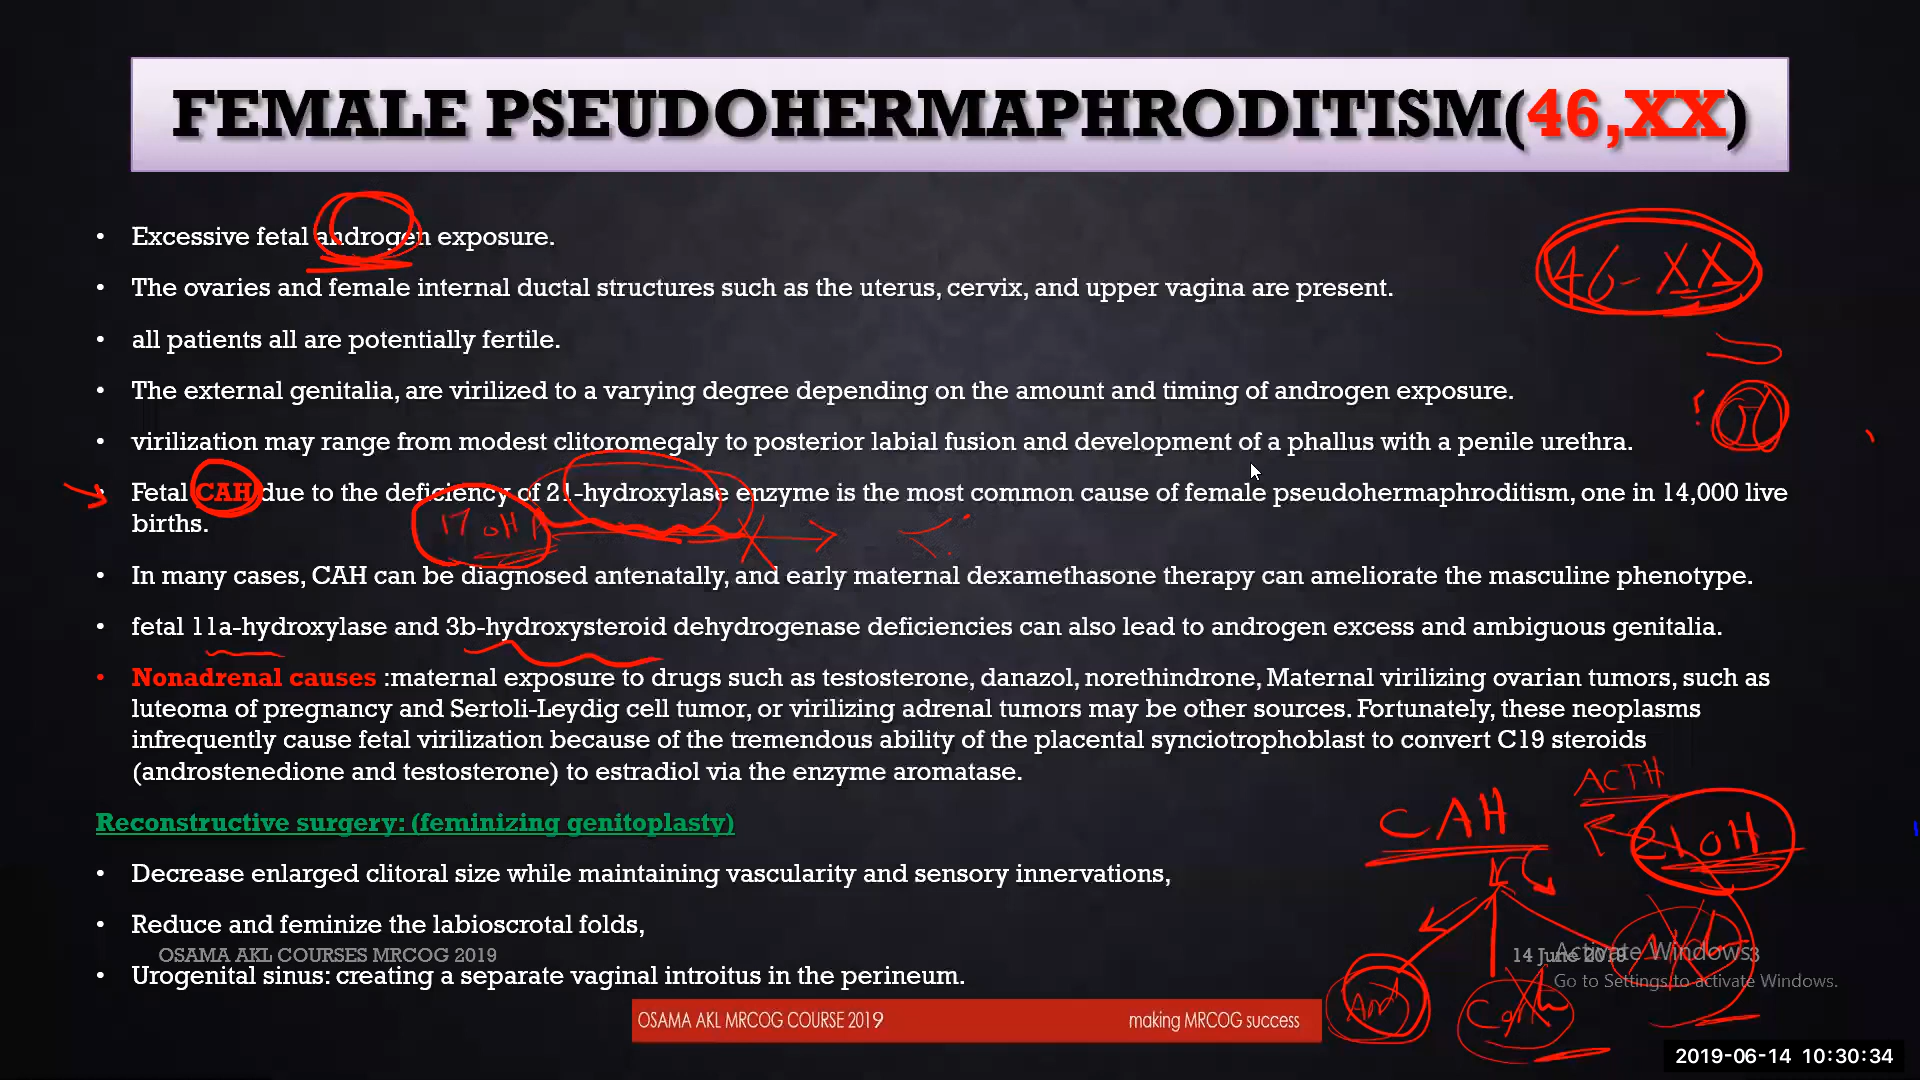 FEMALE PSEUDOHERMAPHRODITISM(46,XX)
• Excessive fetal androgen exposure.
46-XX
• The ovaries and female internal ductal structures such as the uterus, cervix, and upper vagina are present.
• all patients all are potentially fertile.
• The external genitalia, are virilized to a varying degree depending on the amount and timing of androgen exposure.
• virilization may range from modest clitoromegaly to posterior labial fusion and development of a phallus with a penile urethra.
• Fetal CAH due to the deficiency of 21-hydroxylase enzyme is the most common cause of female pseudohermaphroditism, one in 14,000 live
births.
17 OH P
• In many cases, CAH can be diagnosed antenatally, and early maternal dexamethasone therapy can ameliorate the masculine phenotype.
• fetal 11a-hydroxylase and 3b-hydroxysteroid dehydrogenase deficiencies can also lead to androgen excess and ambiguous genitalia.
• Nonadrenal causes :maternal exposure to drugs such as testosterone, danazol, norethindrone, Maternal virilizing ovarian tumors, such as
luteoma of pregnancy and Sertoli-Leydig cell tumor, or virilizing adrenal tumors may be other sources. Fortunately, these neoplasms
infrequently cause fetal virilization because of the tremendous ability of the placental synciotrophoblast to convert C19 steroids
(androstenedione and testosterone) to estradiol via the enzyme aromatase.
ACTH
CAH
21 OH
Reconstructive surgery: (feminizing genitoplasty)
• Decrease enlarged clitoral size while maintaining vascularity and sensory innervations,
• Reduce and feminize the labioscrotal folds,
OSAMA AKL COURSES MRCOG 2019
14 June 2019
3
Activate Windows
Go to Settings to activate Windows.
• Urogenital sinus: creating a separate vaginal introitus in the perineum.
OSAMA AKL MRCOG COURSE 2019
making MRCOG success
2019-06-14 10:30:34